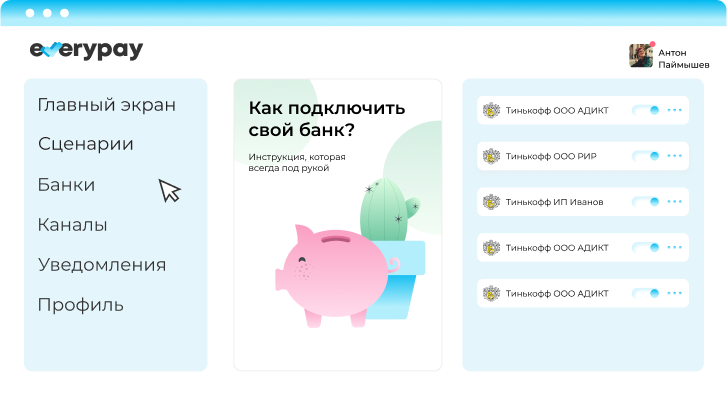 everypay
Антон
Паймышев
Главный экран
Сценарии
Банки
Каналы
Уведомления
Профиль
Как подключить
свой банк?
Инструкция, которая
всегда под рукой
Тинькофф ООО АДИКТ
Тинькофф ООО РИР
Тинькофф ИП Иванов
Тинькофф ООО АДИКТ
Тинькофф ООО АДИКТ